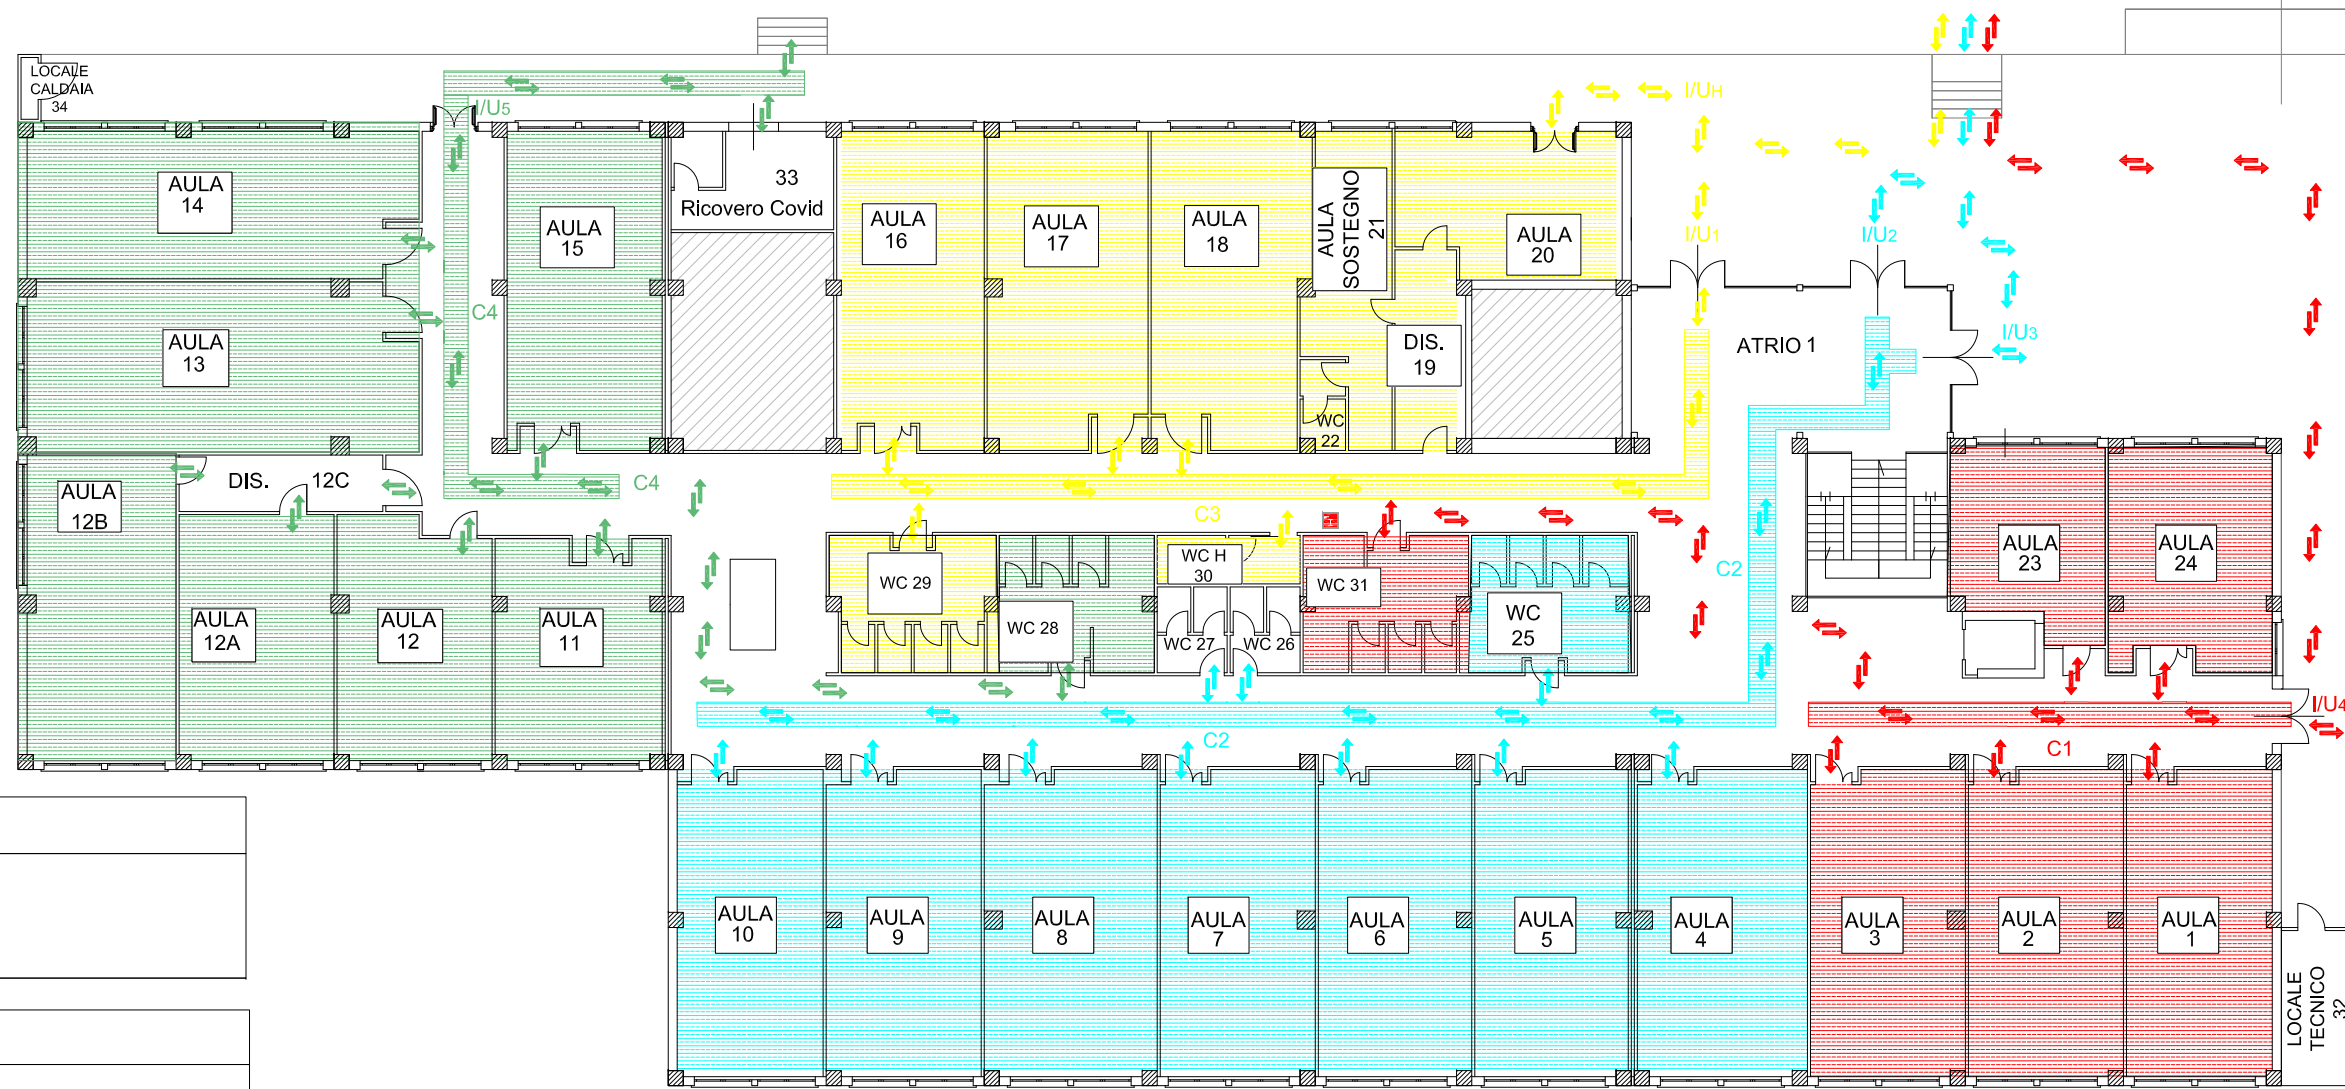 LOCALE
CALDAIA
34
I/U5
I/UH
AULA
14
33
Ricovero Covid
AULA
15
AULA
16
AULA
17
AULA
18
AULA
SOSTEGNO
21
AULA
20
I/U1
I/U2
I/U3
C4
AULA
13
DIS.
19
ATRIO 1
WC
22
AULA
12B
DIS.
12C
C4
C3
C2
AULA
23
AULA
24
WC 29
WC H
30
WC 31
WC 28
WC 27
WC 26
WC
25
AULA
12A
AULA
12
AULA
11
I/U4
C2
C1
AULA
10
AULA
9
AULA
8
AULA
7
AULA
6
AULA
5
AULA
4
AULA
3
AULA
2
AULA
1
LOCALE
TECNICO
32